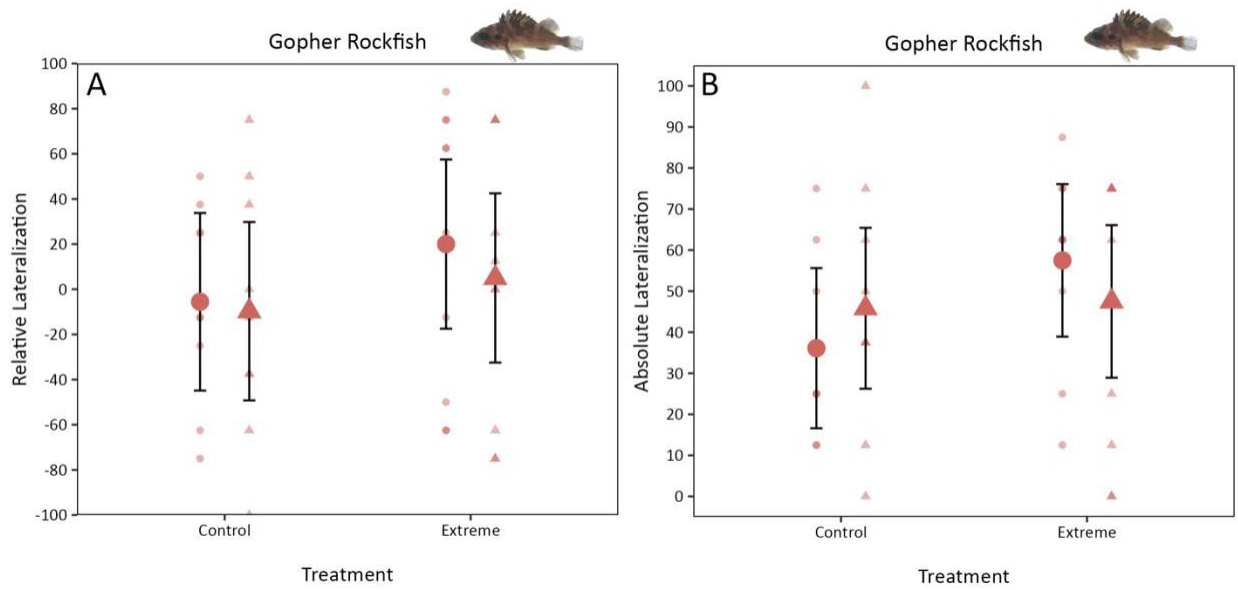 Gopher Rockfish
A
100
80
60
40
20
0
-20
-40
-60
-80
-100
Relative Lateralization
Control
Extreme
Treatment
Gopher Rockfish
B
100
90
80
70
60
50
40
30
20
10
0
Absolute Lateralization
Control
Extreme
Treatment